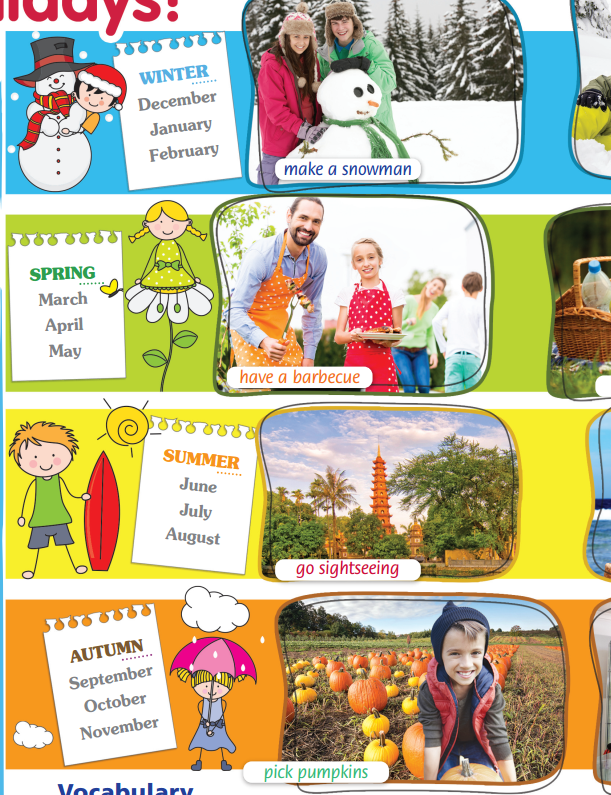 WINTER
December
January
February
make a snowman
SPRING
March
April
May
have a barbecue
SUMMER
June
July
August
go sightseeing
AUTUMN
September
October
November
pick pumpkins
Vocabulary